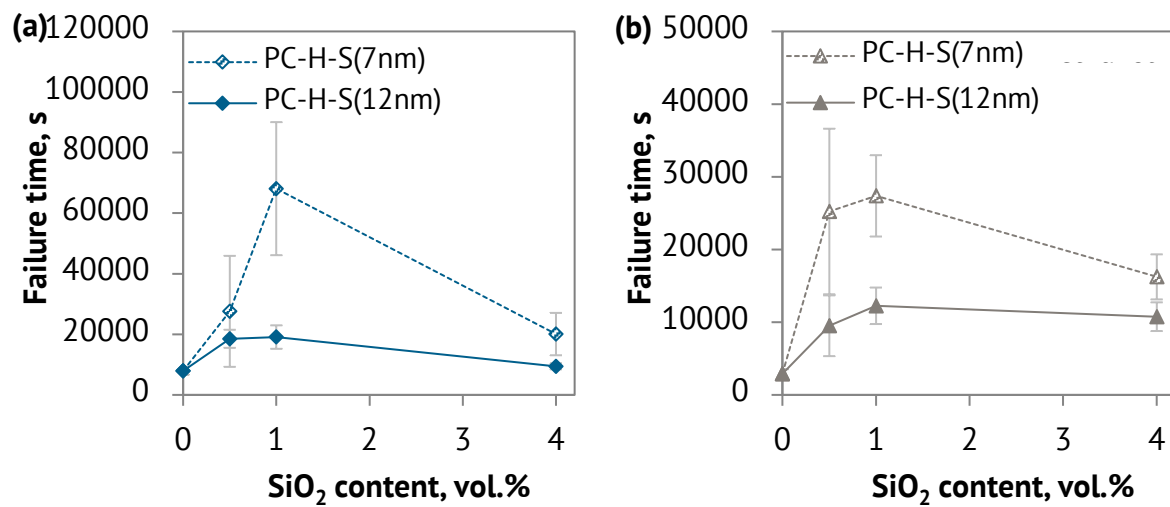 (a)
120000
100000
80000
60000
40000
20000
0
Failure time, s
PC-H-S(7nm)
PC-H-S(12nm)
0 1 2 3 4
SiO₂ content, vol.%
(b)
50000
40000
30000
20000
10000
0
Failure time, s
PC-H-S(7nm)
PC-H-S(12nm)
0 1 2 3 4
SiO₂ content, vol.%